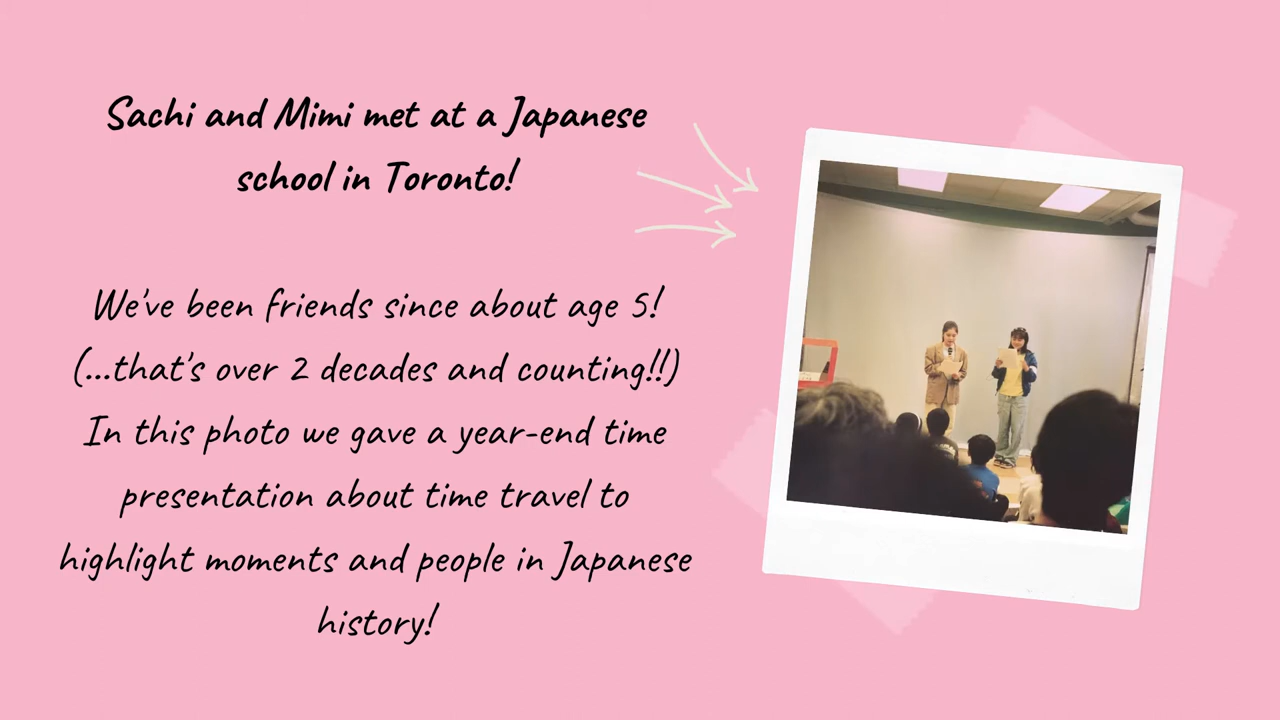 Sachi and Mimi met at a Japanese
school in Toronto!
We've been friends since about age 5!
(...that's over 2 decades and counting!!)
In this photo we gave a year-end time
presentation about time travel to
highlight moments and people in Japanese
history!